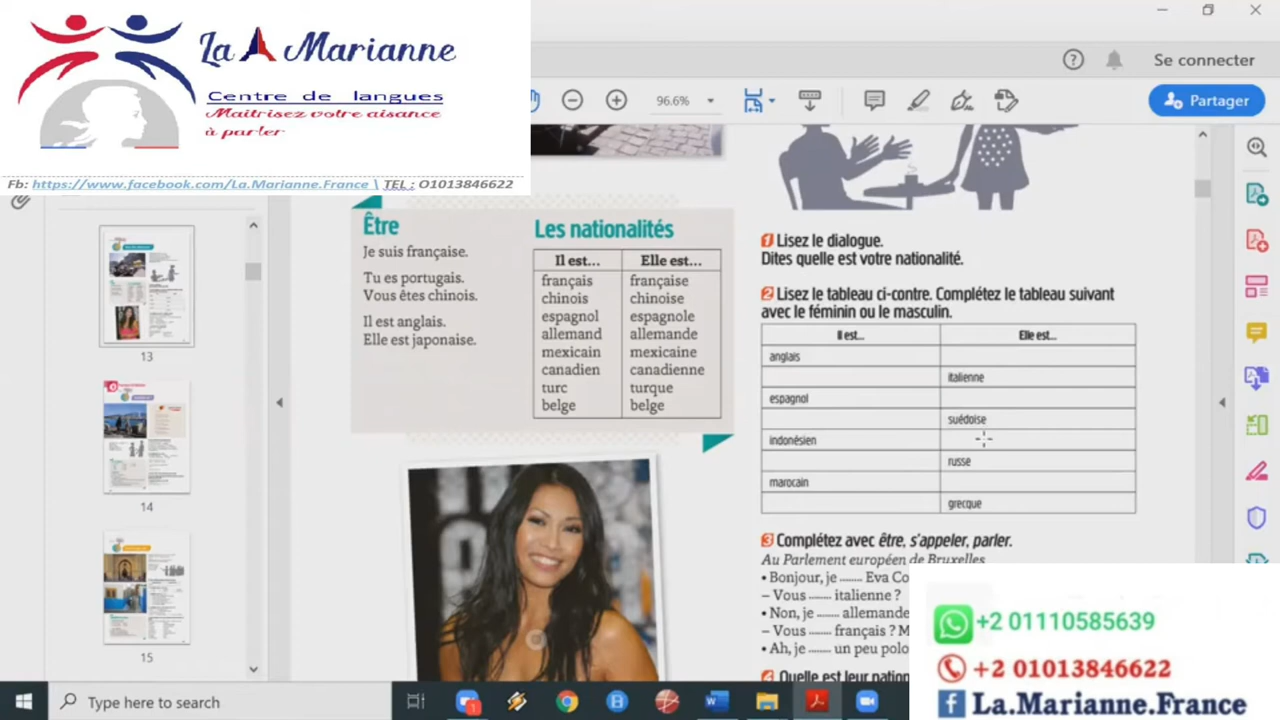 La Marianne
Centre de langues
Maitrisez votre aisance
à parler
Fb: https://www.facebook.com/La.Marianne.France \ TEL : O1013846622
Se connecter
96.6%
Partager
13
14
15
Être
Je suis française.
Tu es portugais.
Vous êtes chinois.
Il est anglais.
Elle est japonaise.
Les nationalités
Il est... Elle est...
français française
chinois chinoise
espagnol espagnole
allemand allemande
mexicain mexicaine
canadien canadienne
turc turque
belge belge
1 Lisez le dialogue.
Dites quelle est votre nationalité.
2 Lisez le tableau ci-contre. Complétez le tableau suivant
avec le féminin ou le masculin.
Il est... Elle est...
anglais
italienne
espagnol
suédoise
indonésien
russe
marocain
grecque
3 Complétez avec être, s'appeler, parler.
Au Parlement européen de Bruxelles
• Bonjour, je ........ Eva Co
– Vous ........ italienne ?
• Non, je ........ allemande
– Vous ........ français ? M
• Ah, je ........ un peu polo
4 Quelle est leur nation
+2 01110585639
+2 01013846622
La.Marianne.France
Type here to search